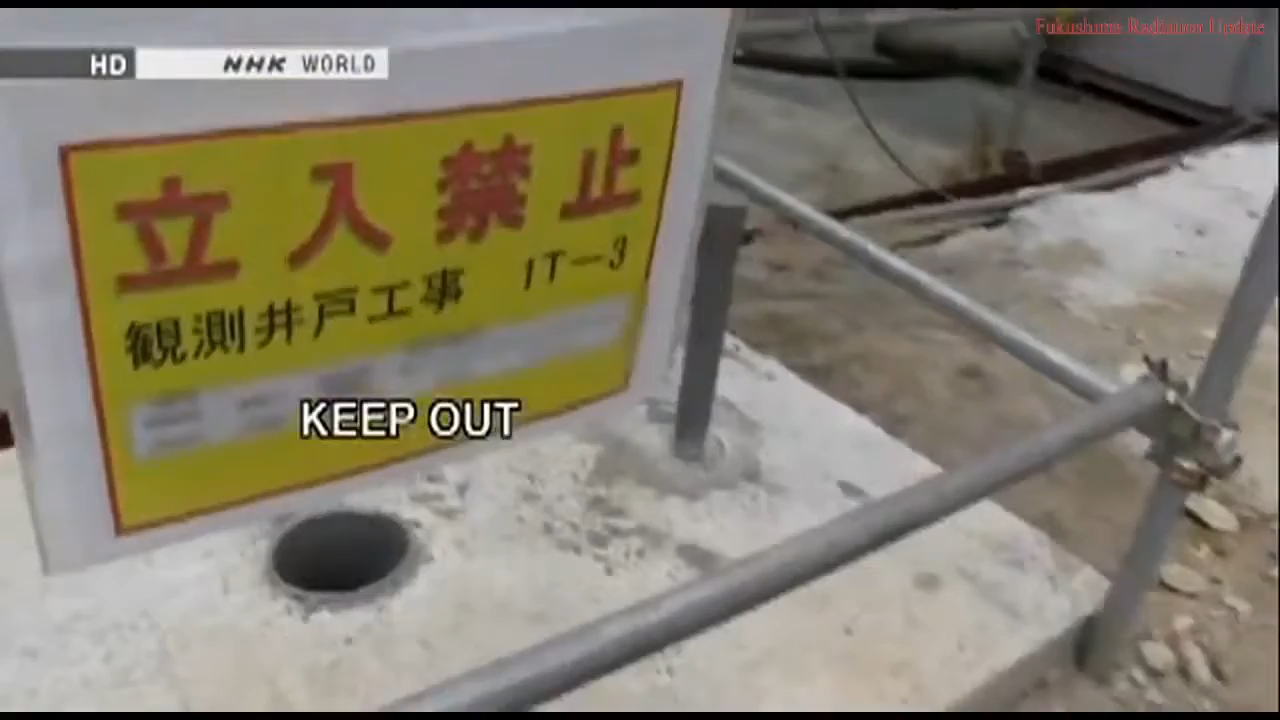 Fukushima Radiation Update
HD NHK WORLD
立入禁止
観測井戸工事 1T-3
KEEP OUT